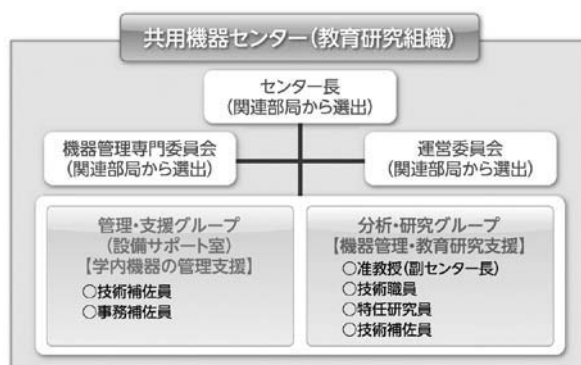 共用機器センター(教育研究組織)
センター長
(関連部局から選出)
機器管理専門委員会
(関連部局から選出)
運営委員会
(関連部局から選出)
管理・支援グループ
(設備サポート室)
【学内機器の管理支援】
○技術補佐員
○事務補佐員
分析・研究グループ
【機器管理・教育研究支援】
○准教授(副センター長)
○技術職員
○特任研究員
○技術補佐員